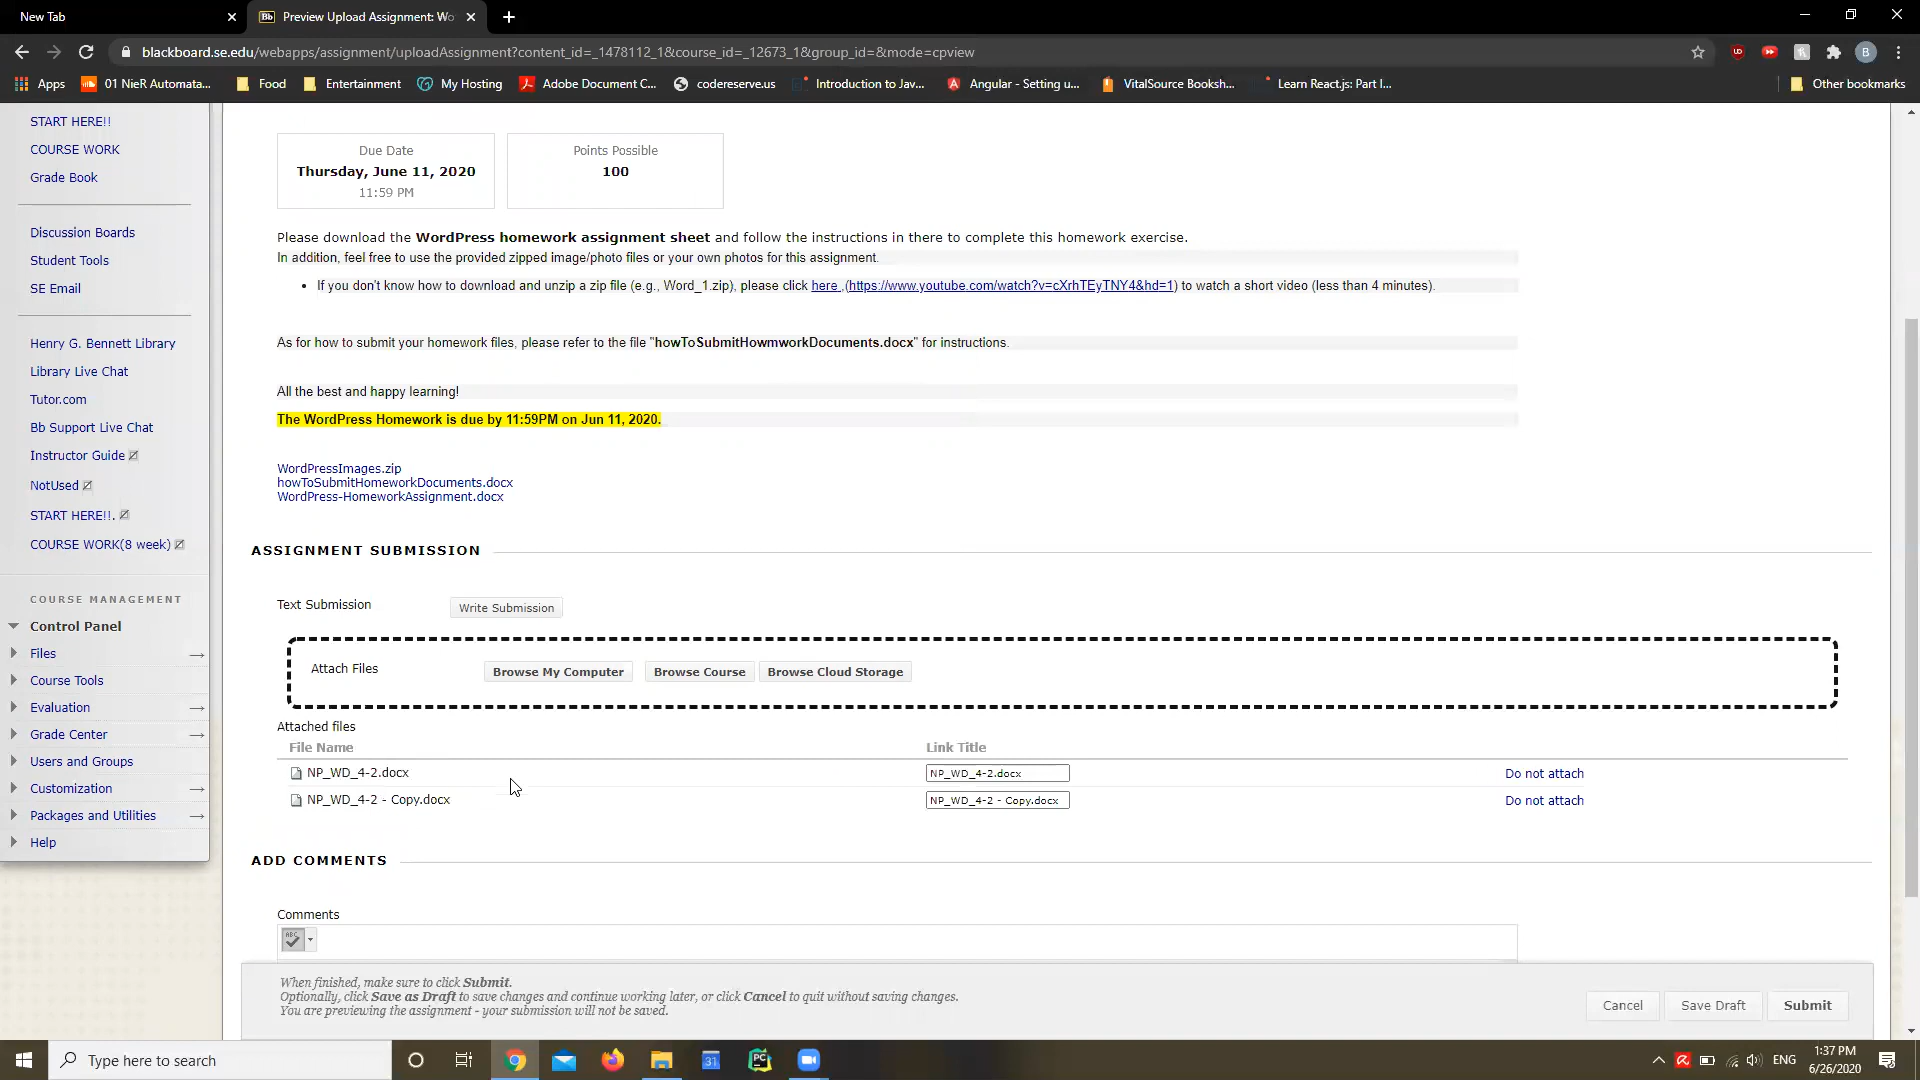 New Tab
Preview Upload Assignment: Wo
blackboard.se.edu/webapps/assignment/uploadAssignment?content_id=_1478112_1&course_id=_12673_1&group_id=&mode=cpview
B
Apps
01 NieR Automata...
Food
Entertainment
My Hosting
Adobe Document C...
codereserve.us
Introduction to Jav...
Angular - Setting u...
VitalSource Booksh...
Learn React.js: Part I...
Other bookmarks
START HERE!!
COURSE WORK
Grade Book
Discussion Boards
Student Tools
SE Email
Henry G. Bennett Library
Library Live Chat
Tutor.com
Bb Support Live Chat
Instructor Guide
NotUsed
START HERE!!.
COURSE WORK(8 week)
COURSE MANAGEMENT
Control Panel
Files
Course Tools
Evaluation
Grade Center
Users and Groups
Customization
Packages and Utilities
Help
Due Date
Thursday, June 11, 2020
11:59 PM
Points Possible
100
Please download the WordPress homework assignment sheet and follow the instructions in there to complete this homework exercise.
In addition, feel free to use the provided zipped image/photo files or your own photos for this assignment.
• If you don't know how to download and unzip a zip file (e.g., Word_1.zip), please click here ,(https://www.youtube.com/watch?v=cXrhTEyTNY4&hd=1) to watch a short video (less than 4 minutes).
As for how to submit your homework files, please refer to the file "howToSubmitHowmworkDocuments.docx" for instructions.
All the best and happy learning!
The WordPress Homework is due by 11:59PM on Jun 11, 2020.
WordPressImages.zip
howToSubmitHomeworkDocuments.docx
WordPress-HomeworkAssignment.docx
ASSIGNMENT SUBMISSION
Text Submission
Write Submission
Attach Files
Browse My Computer
Browse Course
Browse Cloud Storage
Attached files
File Name
Link Title
NP_WD_4-2.docx
NP_WD_4-2.docx
Do not attach
NP_WD_4-2 - Copy.docx
NP_WD_4-2 - Copy.docx
Do not attach
ADD COMMENTS
Comments
ABC
When finished, make sure to click Submit.
Optionally, click Save as Draft to save changes and continue working later, or click Cancel to quit without saving changes.
You are previewing the assignment - your submission will not be saved.
Cancel
Save Draft
Submit
Type here to search
31
PC
ENG
1:37 PM
6/26/2020